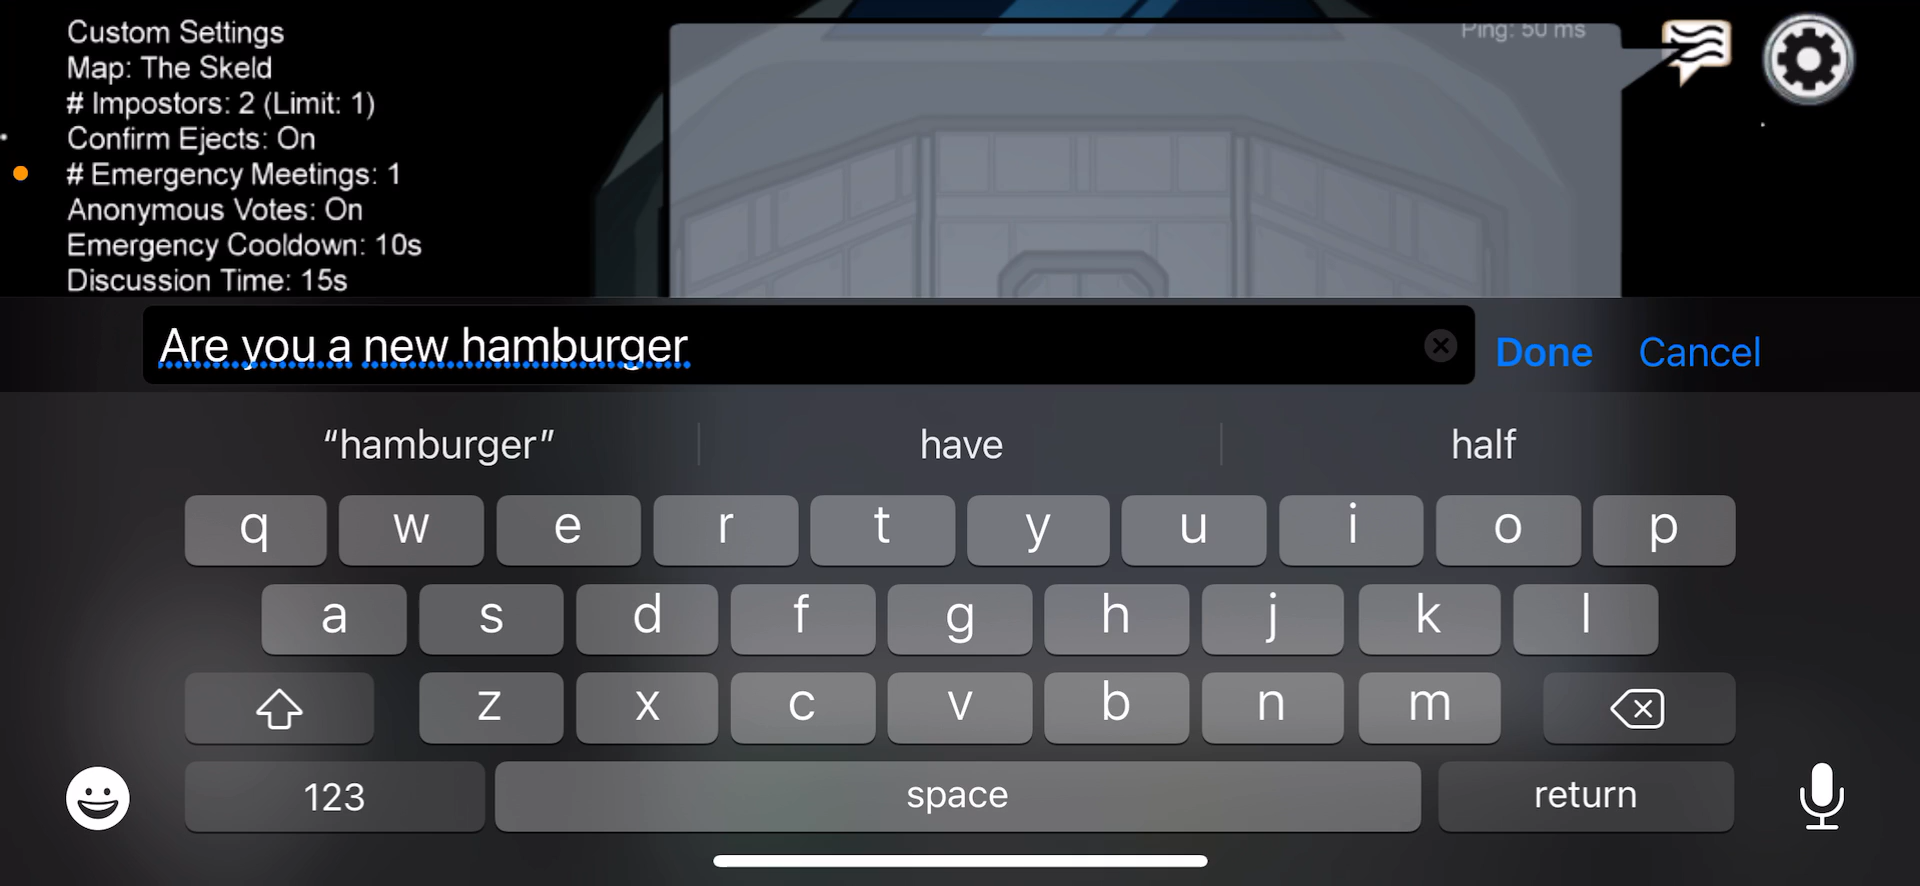 Custom Settings
Map: The Skeld
# Impostors: 2 (Limit: 1)
Confirm Ejects: On
# Emergency Meetings: 1
Anonymous Votes: On
Emergency Cooldown: 10s
Discussion Time: 15s
Ping: 50 ms
Are you a new hamburger
Done Cancel
“hamburger” have half
q w e r t y u i o p
a s d f g h j k l
z x c v b n m
123 space return